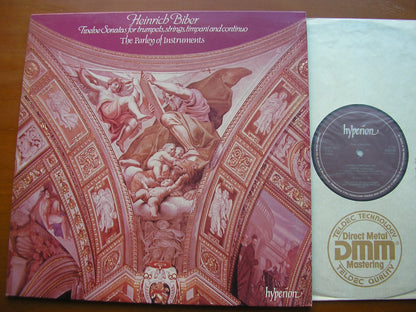 Heinrich Biber
Twelve Sonatas for trumpets, strings, timpani and continuo
The Parley of Instruments
hyperion
hyperion
TELDEC TECHNOLOGY
Direct Metal
DMM
Mastering
TELDEC QUALITY